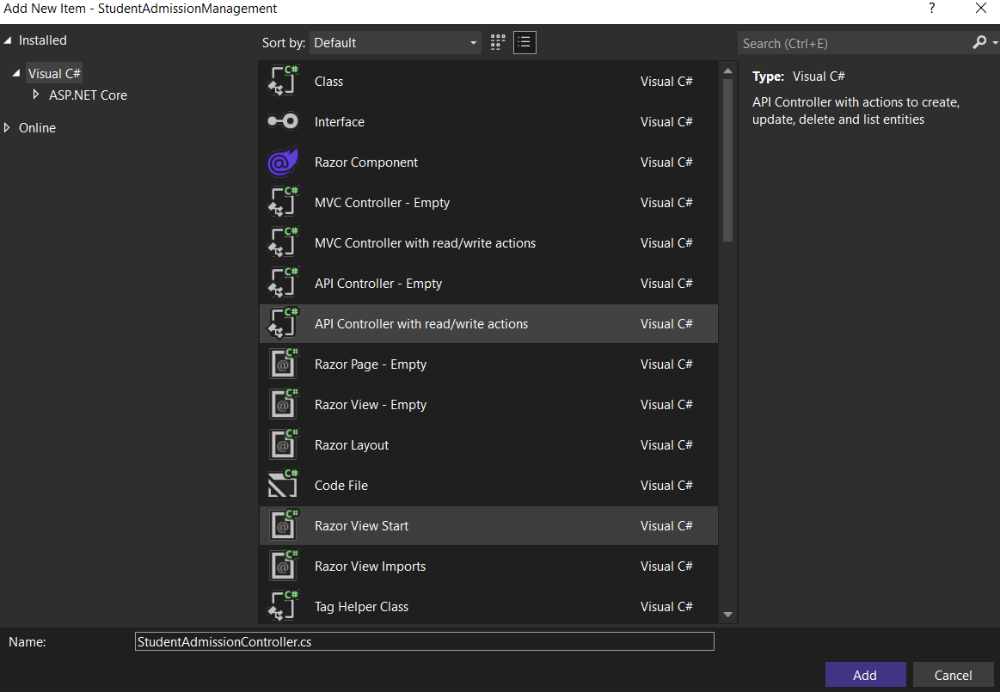 Add New Item - StudentAdmissionManagement ?
Installed
Visual C#
ASP.NET Core
Online
Sort by: Default
Search (Ctrl+E)
C# Class Visual C#
Interface Visual C#
@ Razor Component Visual C#
C# MVC Controller - Empty Visual C#
C# MVC Controller with read/write actions Visual C#
C# API Controller - Empty Visual C#
C# API Controller with read/write actions Visual C#
C# @ Razor Page - Empty Visual C#
C# @ Razor View - Empty Visual C#
C# @ Razor Layout Visual C#
C# Code File Visual C#
C# @ Razor View Start Visual C#
C# @ Razor View Imports Visual C#
C# Tag Helper Class Visual C#
Type: Visual C#
API Controller with actions to create,
update, delete and list entities
Name: StudentAdmissionController.cs
Add Cancel